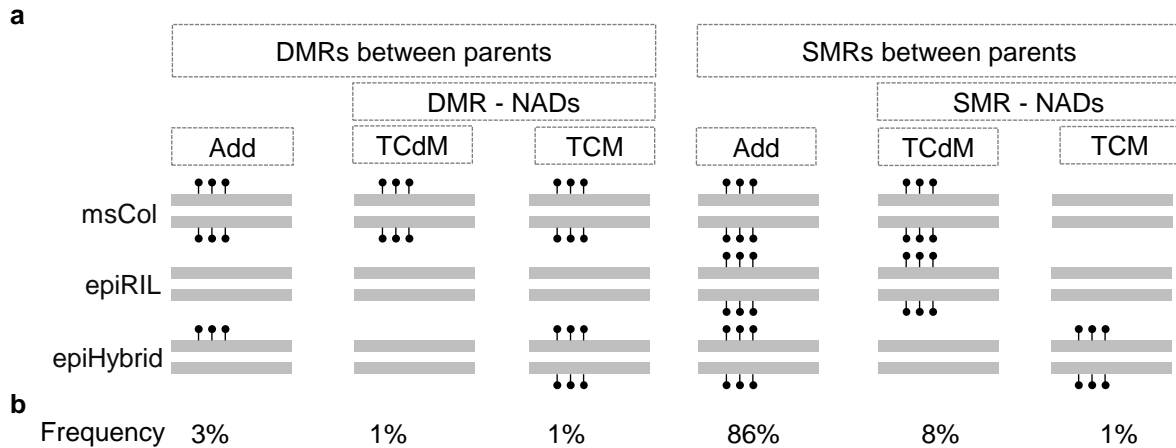 a
DMRs between parents SMRs between parents
DMR - NADs SMR - NADs
Add TCdM TCM Add TCdM TCM
msCol
epiRIL
epiHybrid
b
Frequency 3% 1% 1% 86% 8% 1%